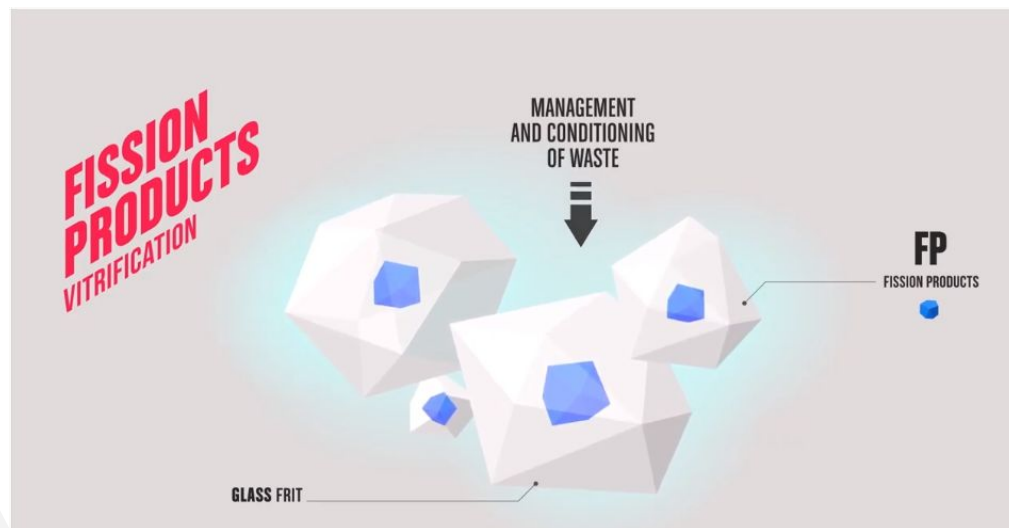 FISSION
PRODUCTS
VITRIFICATION
MANAGEMENT
AND CONDITIONING
OF WASTE
FP
FISSION PRODUCTS
GLASS FRIT